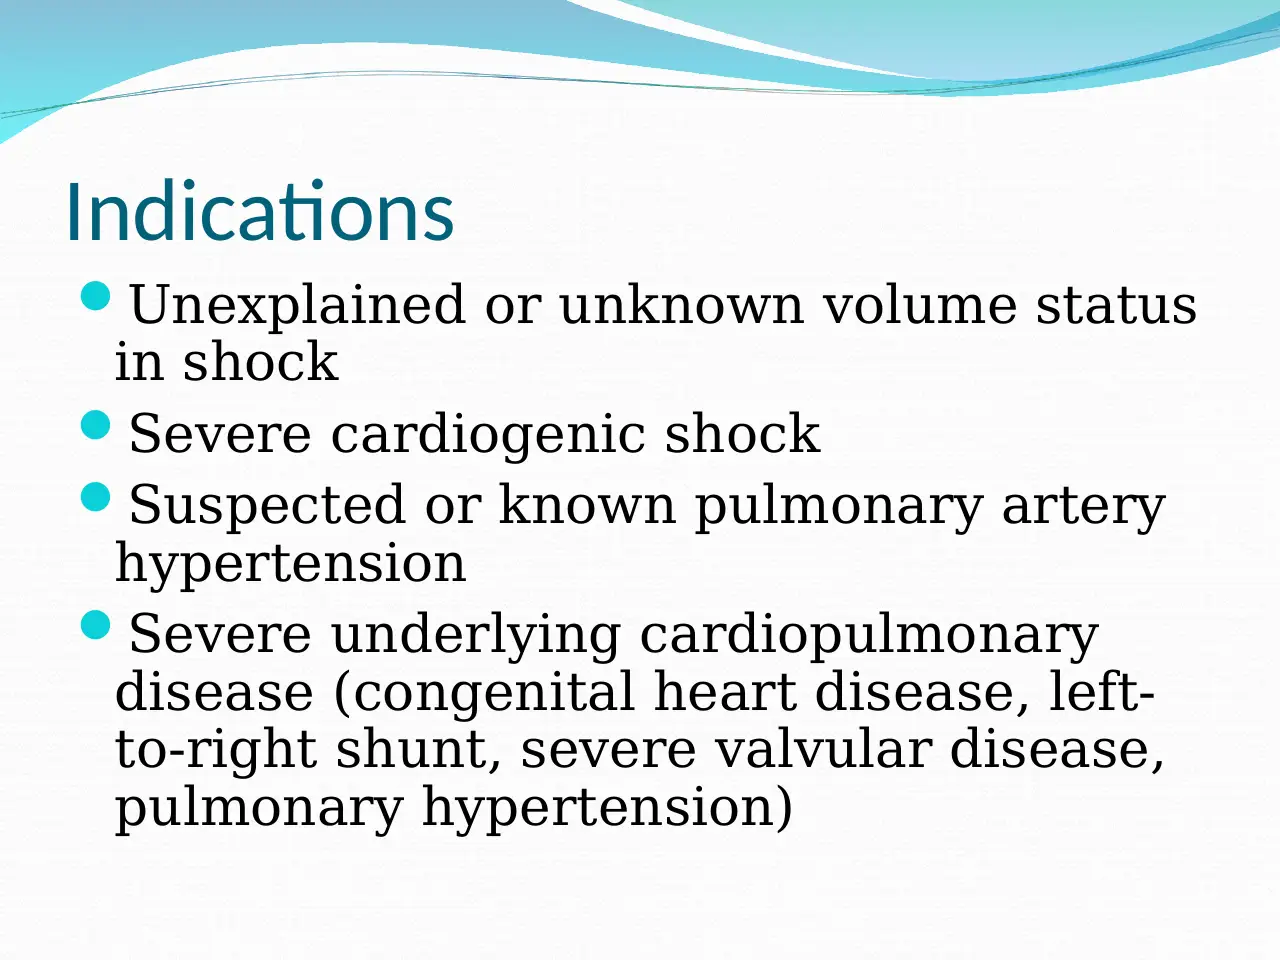 Indications
Unexplained or unknown volume status
in shock
Severe cardiogenic shock
Suspected or known pulmonary artery
hypertension
Severe underlying cardiopulmonary
disease (congenital heart disease, left-
to-right shunt, severe valvular disease,
pulmonary hypertension)